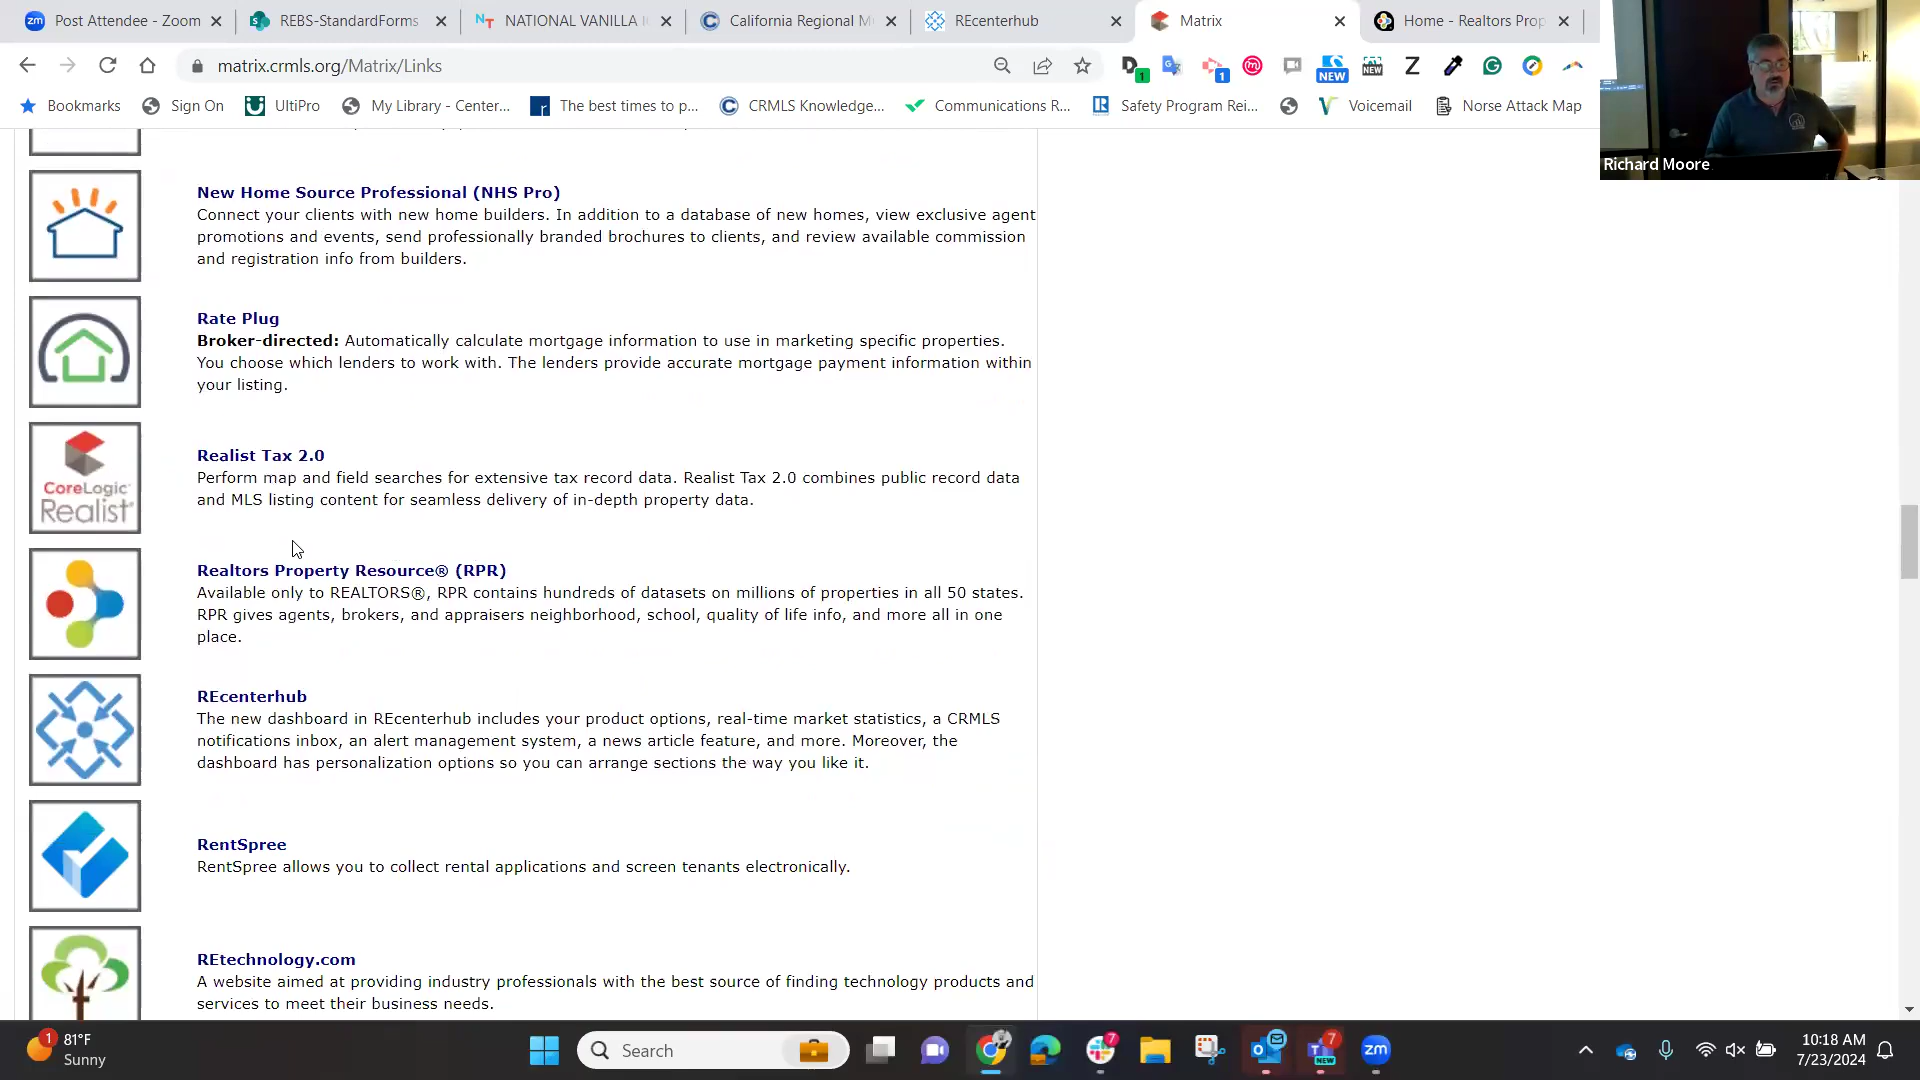 Post Attendee - Zoom
REBS-StandardForms
NATIONAL VANILLA I
California Regional M
REcenterhub
Matrix
Home - Realtors Prop
matrix.crmls.org/Matrix/Links
1
1
NEW
NEW
Bookmarks
Sign On
UltiPro
My Library - Center...
The best times to p...
CRMLS Knowledge...
Communications R...
Safety Program Rei...
Voicemail
Norse Attack Map
Richard Moore
New Home Source Professional (NHS Pro)
Connect your clients with new home builders. In addition to a database of new homes, view exclusive agent
promotions and events, send professionally branded brochures to clients, and review available commission
and registration info from builders.
Rate Plug
Broker-directed: Automatically calculate mortgage information to use in marketing specific properties.
You choose which lenders to work with. The lenders provide accurate mortgage payment information within
your listing.
CoreLogic
Realist
Realist Tax 2.0
Perform map and field searches for extensive tax record data. Realist Tax 2.0 combines public record data
and MLS listing content for seamless delivery of in-depth property data.
Realtors Property Resource® (RPR)
Available only to REALTORS®, RPR contains hundreds of datasets on millions of properties in all 50 states.
RPR gives agents, brokers, and appraisers neighborhood, school, quality of life info, and more all in one
place.
REcenterhub
The new dashboard in REcenterhub includes your product options, real-time market statistics, a CRMLS
notifications inbox, an alert management system, a news article feature, and more. Moreover, the
dashboard has personalization options so you can arrange sections the way you like it.
RentSpree
RentSpree allows you to collect rental applications and screen tenants electronically.
REtechnology.com
A website aimed at providing industry professionals with the best source of finding technology products and
services to meet their business needs.
1
81°F
Sunny
Search
7
7
NEW
zm
10:18 AM
7/23/2024